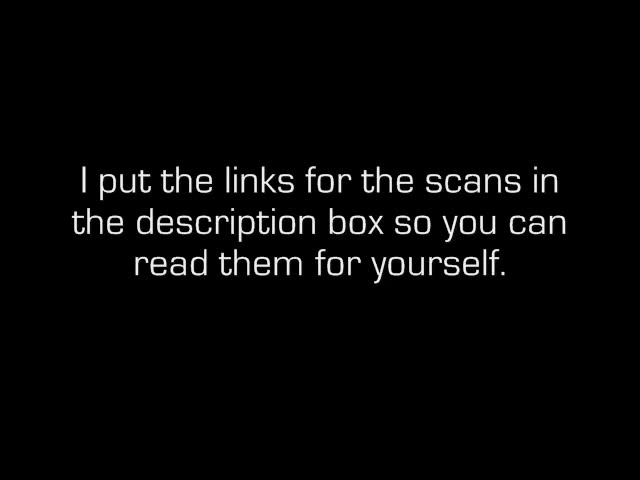 I put the links for the scans in
the description box so you can
read them for yourself.